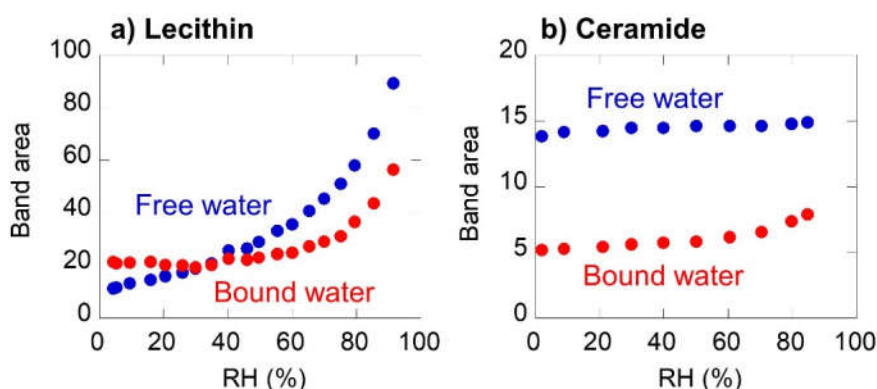 a) Lecithin
100
80
60
40
20
0
Band area
Free water
Bound water
0 20 40 60 80 100
RH (%)
b) Ceramide
20
15
10
5
0
Band area
Free water
Bound water
0 20 40 60 80 100
RH (%)